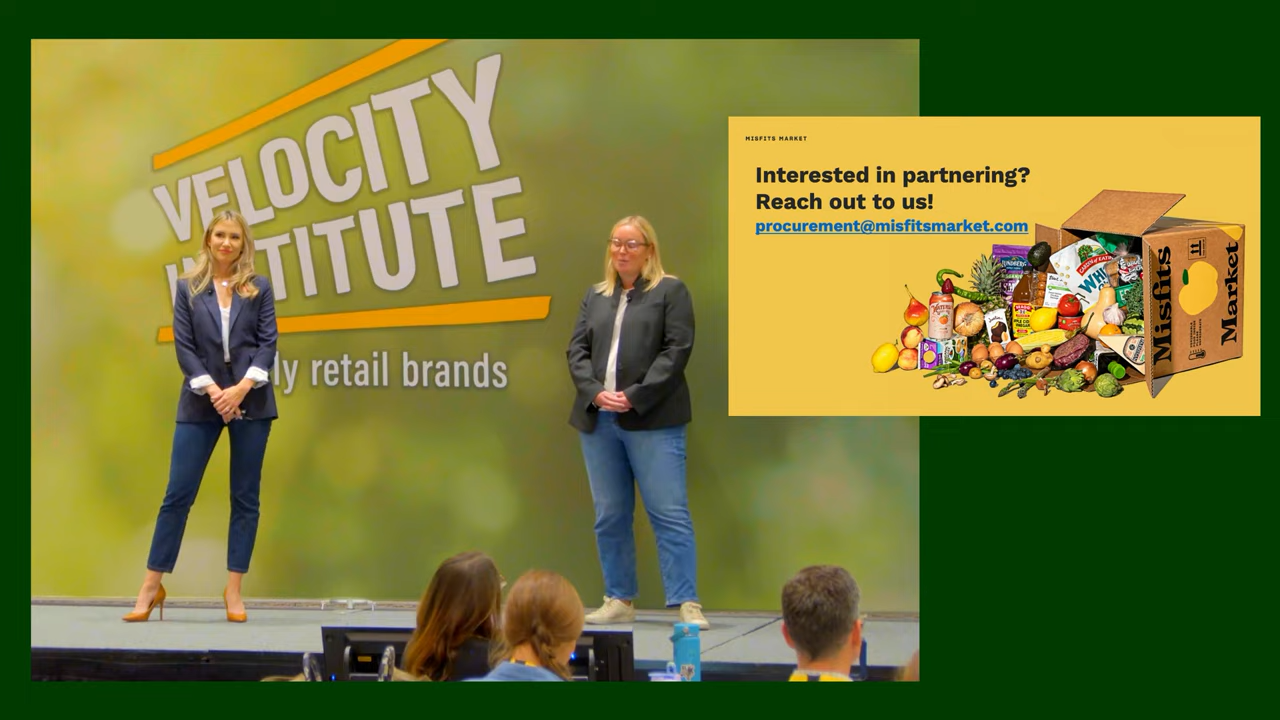 VELOCITY
INSTITUTE
ly retail brands
MISFITS MARKET
Interested in partnering?
Reach out to us!
procurement@misfitsmarket.com
LUNDBERG
Misfits
Market